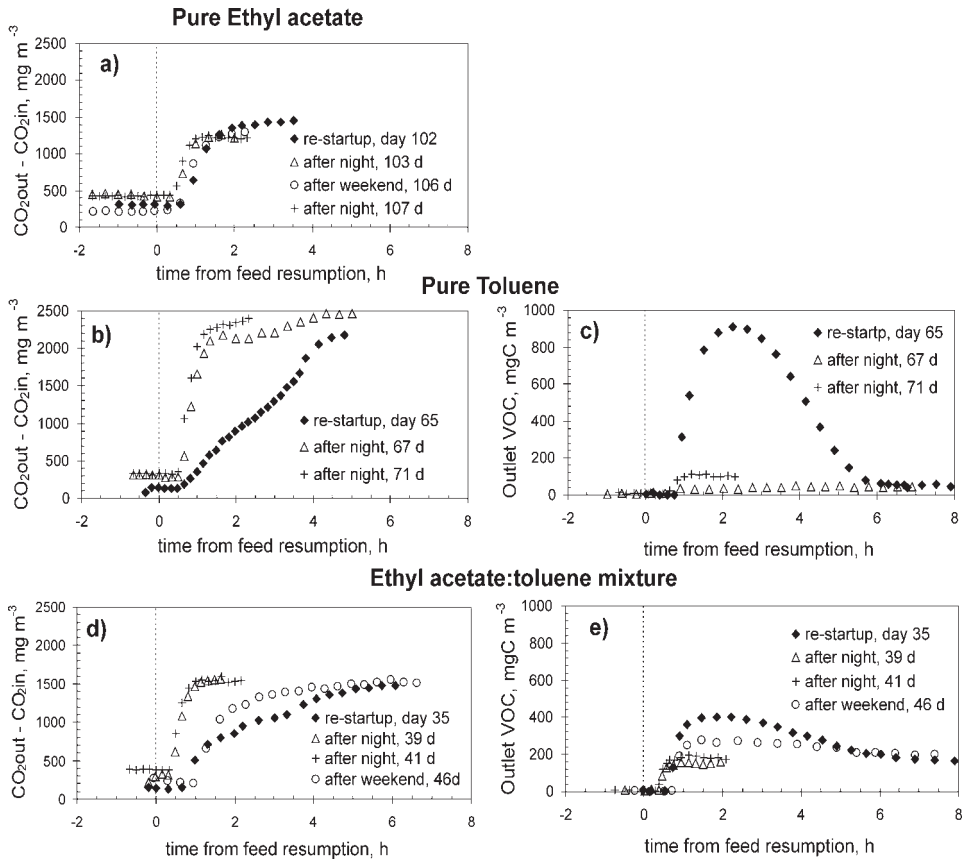 Pure Ethyl acetate
a)
CO₂out - CO₂in, mg m⁻³
2500
2000
1500
1000
500
0
-2 0 2 4 6 8
time from feed resumption, h
re-startup, day 102
after night, 103 d
after weekend, 106 d
after night, 107 d
Pure Toluene
b)
CO₂out - CO₂in, mg m⁻³
2500
2000
1500
1000
500
0
-2 0 2 4 6 8
time from feed resumption, h
re-startup, day 65
after night, 67 d
after night, 71 d
c)
Outlet VOC, mgC m⁻³
1000
800
600
400
200
0
-2 0 2 4 6 8
time from feed resumption, h
re-startp, day 65
after night, 67 d
after night, 71 d
Ethyl acetate:toluene mixture
d)
CO₂out - CO₂in, mg m⁻³
2500
2000
1500
1000
500
0
-2 0 2 4 6 8
time from feed resumption, h
re-startup, day 35
after night, 39 d
after night, 41 d
after weekend, 46d
e)
Outlet VOC, mgC m⁻³
1000
800
600
400
200
0
-2 0 2 4 6 8
time from feed resumption, h
re-startup, day 35
after night, 39 d
after night, 41 d
after weekend, 46 d